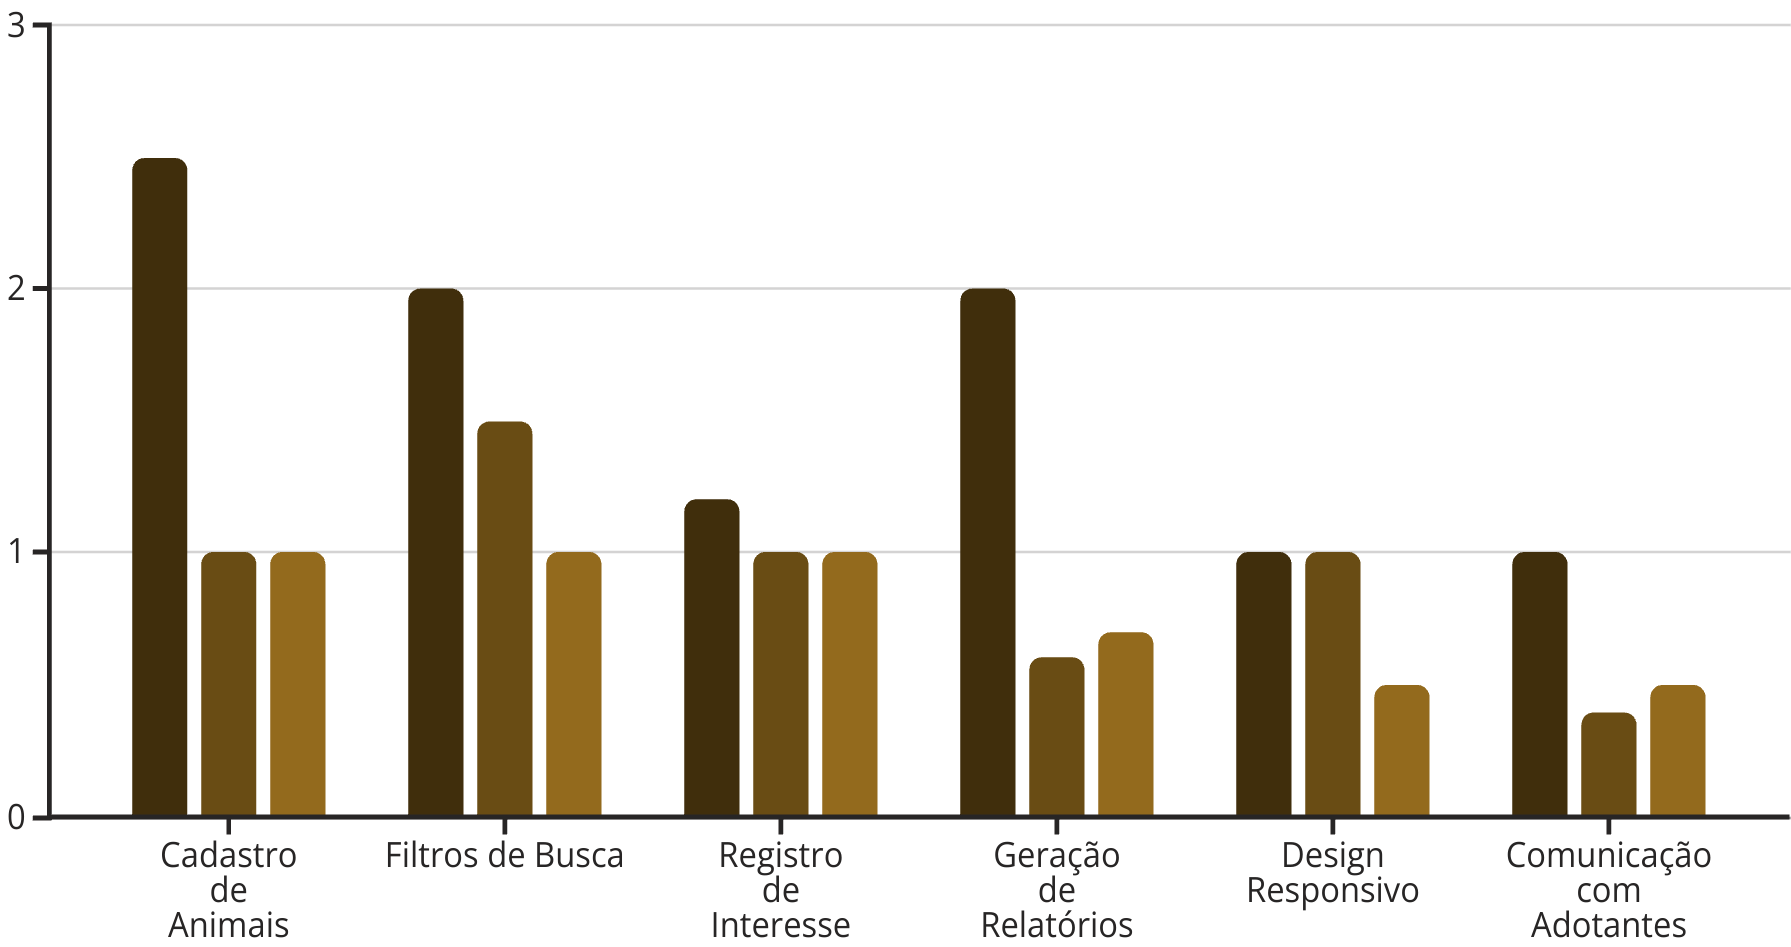 3
2
1
0
Cadastro
de
Animais
Filtros de Busca
Registro
de
Interesse
Geração
de
Relatórios
Design
Responsivo
Comunicação
com
Adotantes